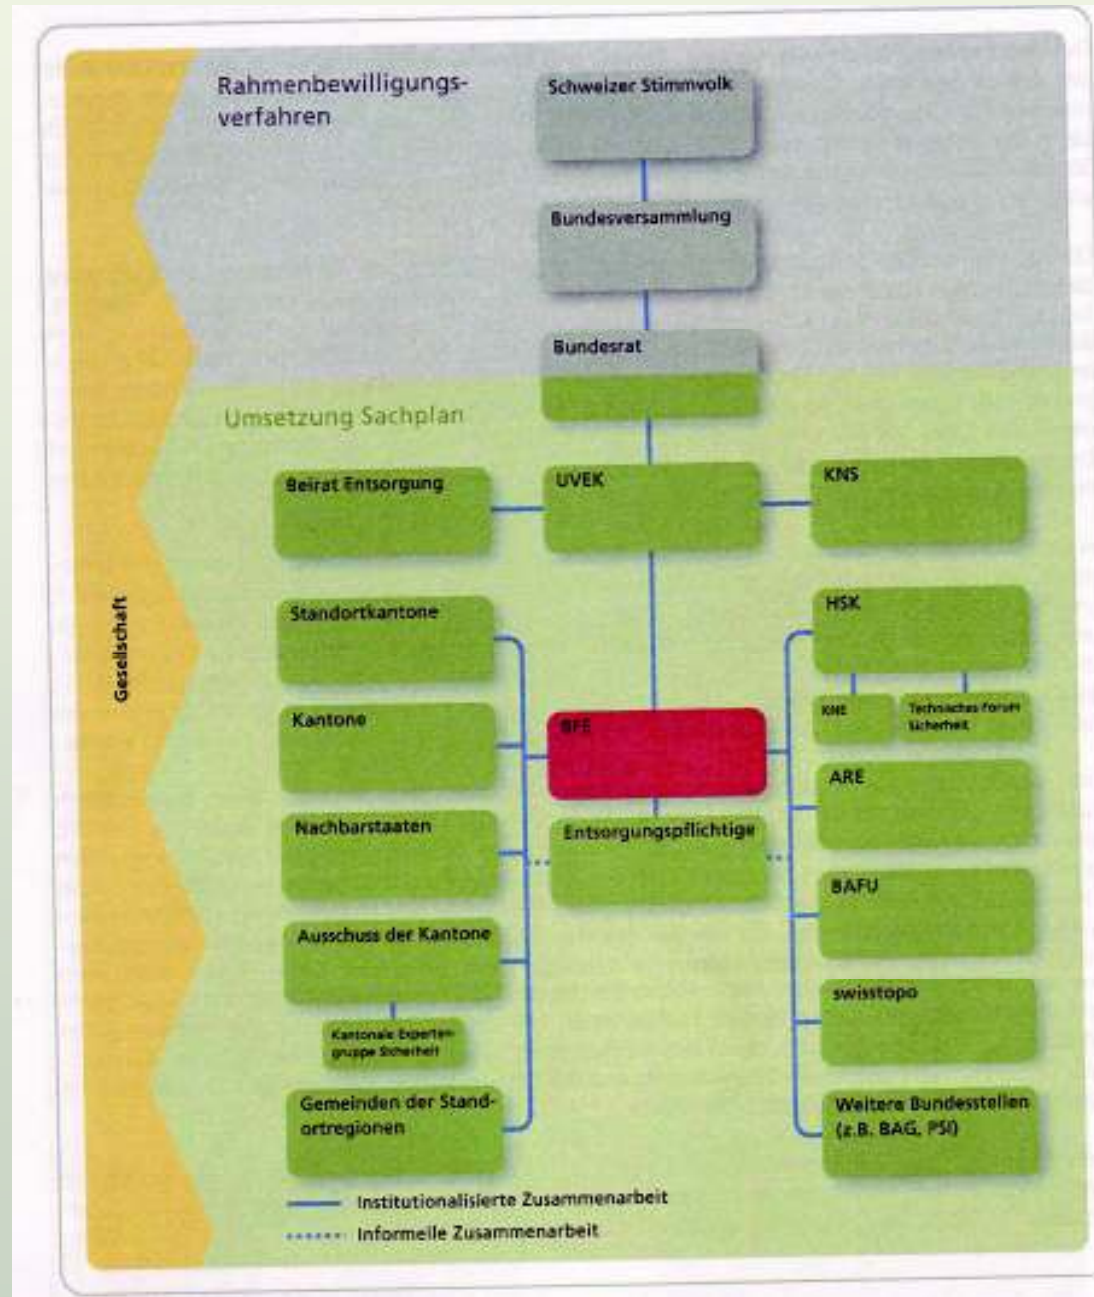 Rahmenbewilligungs-
verfahren
Schweizer Stimmvolk
Bundesversammlung
Bundesrat
Umsetzung Sachplan
Beirat Entsorgung
UVEK
KNS
Gesellschaft
Standortkantone
HSK
KNE
Technisches Forum
Sicherheit
Kantone
BFE
ARE
Nachbarstaaten
Entsorgungspflichtige
BAFU
Ausschuss der Kantone
Kantonale Experten-
gruppe Sicherheit
swisstopo
Gemeinden der Stand-
ortregionen
Weitere Bundesstellen
(z.B. BAG, PSI)
Institutionalisierte Zusammenarbeit
Informelle Zusammenarbeit